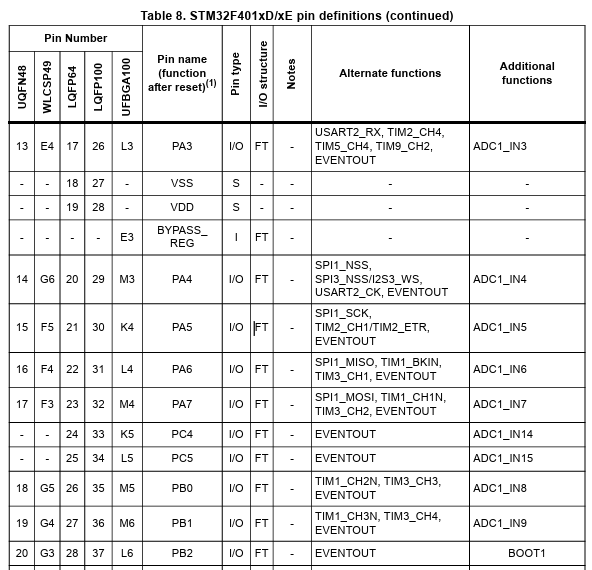 Table 8. STM32F401xD/xE pin definitions (continued)
Pin Number
UQFN48 WLCSP49 LQFP64 LQFP100 UFBGA100 Pin name (function after reset)(1) Pin type I/O structure Notes Alternate functions Additional functions
13 E4 17 26 L3 PA3 I/O FT - USART2_RX, TIM2_CH4, TIM5_CH4, TIM9_CH2, EVENTOUT ADC1_IN3
- - 18 27 - VSS S - - - -
- - 19 28 - VDD S - - - -
- - - - E3 BYPASS_REG I FT - - -
14 G6 20 29 M3 PA4 I/O FT - SPI1_NSS, SPI3_NSS/I2S3_WS, USART2_CK, EVENTOUT ADC1_IN4
15 F5 21 30 K4 PA5 I/O FT - SPI1_SCK, TIM2_CH1/TIM2_ETR, EVENTOUT ADC1_IN5
16 F4 22 31 L4 PA6 I/O FT - SPI1_MISO, TIM1_BKIN, TIM3_CH1, EVENTOUT ADC1_IN6
17 F3 23 32 M4 PA7 I/O FT - SPI1_MOSI, TIM1_CH1N, TIM3_CH2, EVENTOUT ADC1_IN7
- - 24 33 K5 PC4 I/O FT - EVENTOUT ADC1_IN14
- - 25 34 L5 PC5 I/O FT - EVENTOUT ADC1_IN15
18 G5 26 35 M5 PB0 I/O FT - TIM1_CH2N, TIM3_CH3, EVENTOUT ADC1_IN8
19 G4 27 36 M6 PB1 I/O FT - TIM1_CH3N, TIM3_CH4, EVENTOUT ADC1_IN9
20 G3 28 37 L6 PB2 I/O FT - EVENTOUT BOOT1